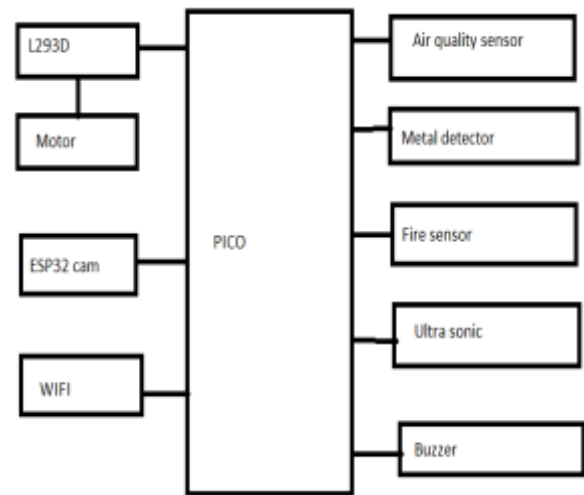 L293D
Motor
ESP32 cam
WIFI
PICO
Air quality sensor
Metal detector
Fire sensor
Ultra sonic
Buzzer